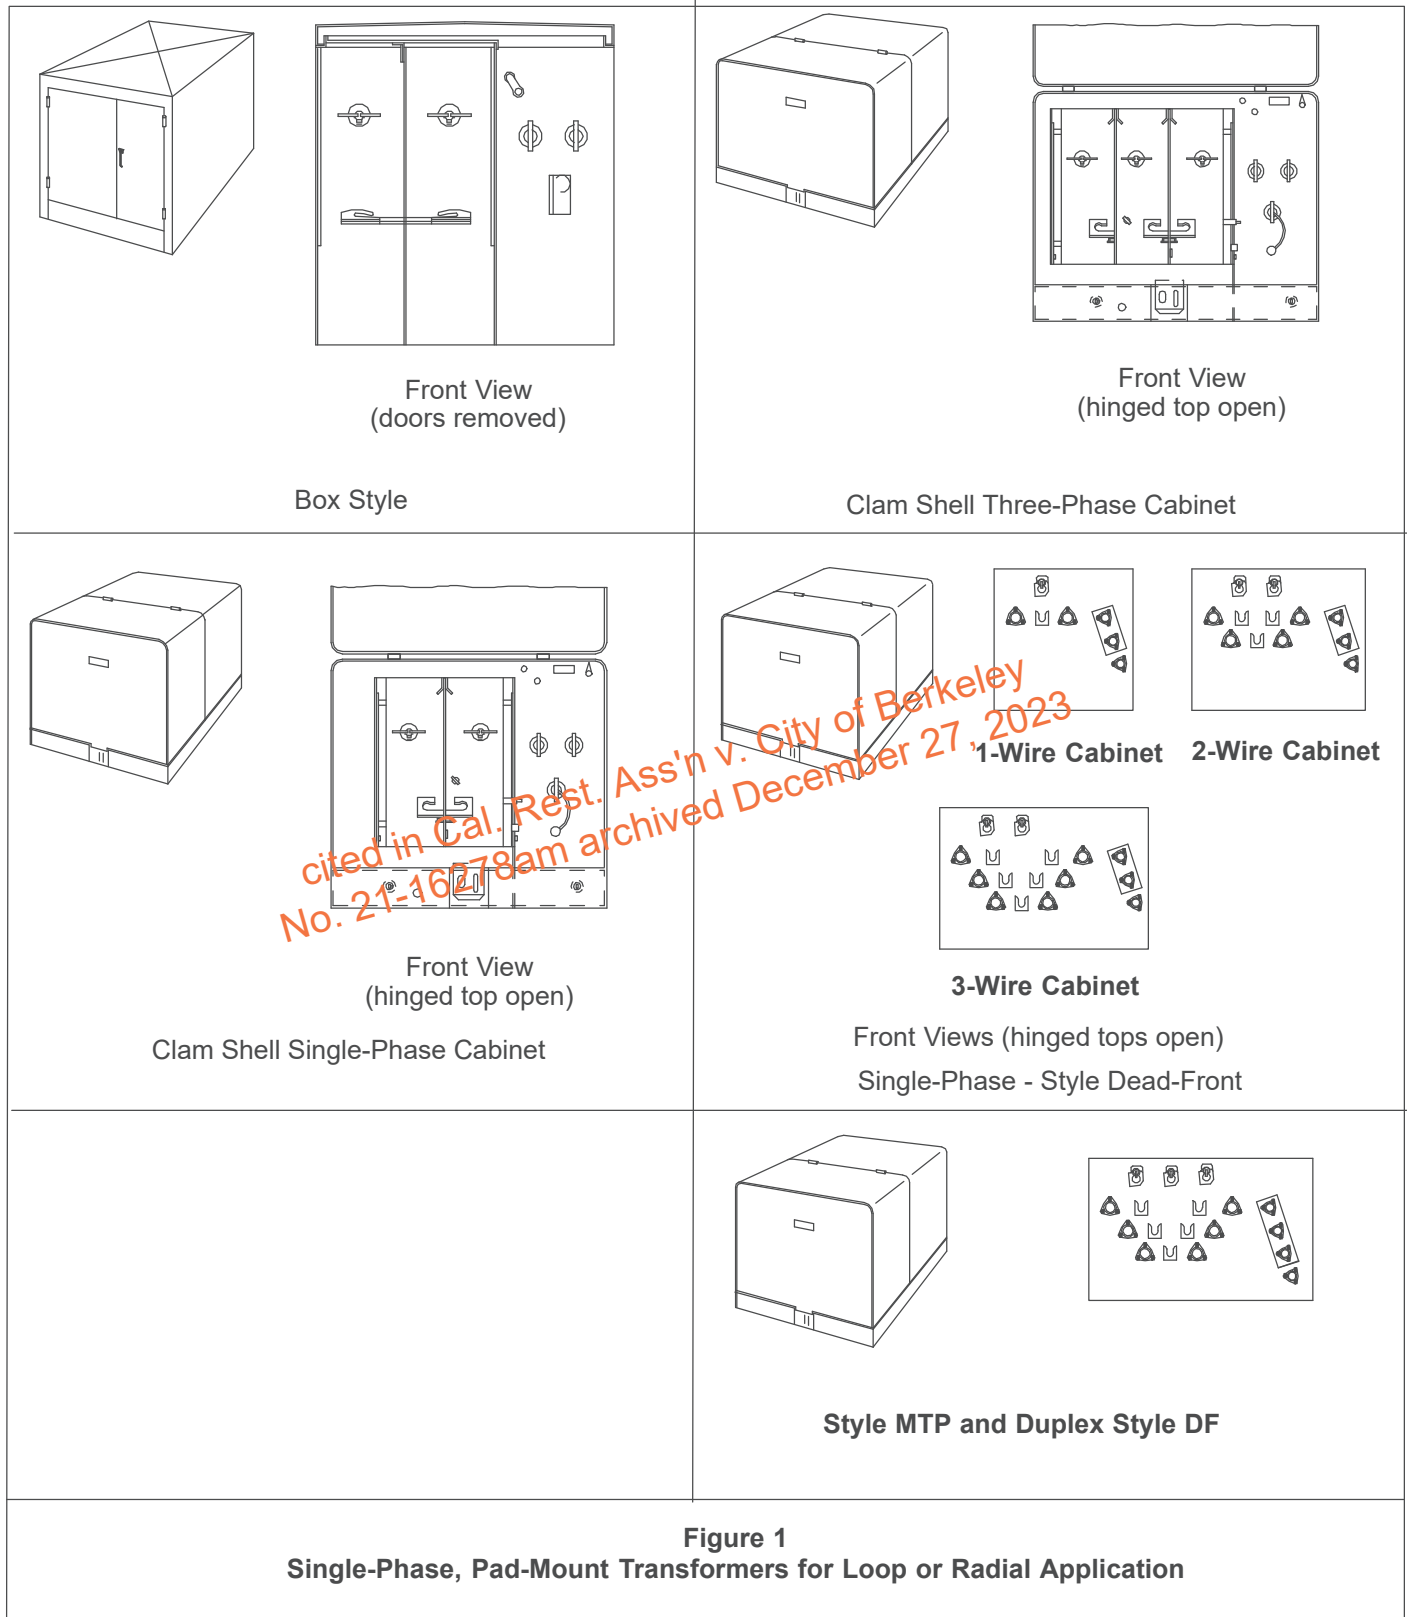 Front View
(doors removed)
Box Style
Front View
(hinged top open)
Clam Shell Three-Phase Cabinet
Front View
(hinged top open)
Clam Shell Single-Phase Cabinet
1-Wire Cabinet
2-Wire Cabinet
3-Wire Cabinet
Front Views (hinged tops open)
Single-Phase - Style Dead-Front
cited in Cal. Rest. Ass'n v. City of Berkeley
No. 21-16278am archived December 27, 2023
Style MTP and Duplex Style DF
Figure 1
Single-Phase, Pad-Mount Transformers for Loop or Radial Application